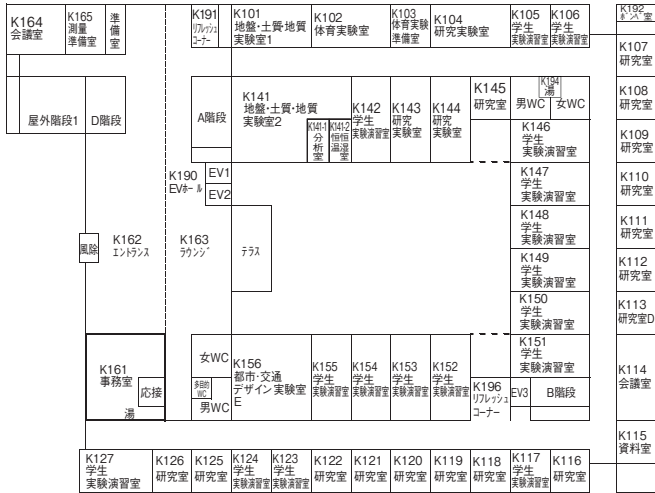 K164
会議室
K165
測量
準備室
準
備
室
K191
リフレッシュ
コーナー
K101
地盤・土質・地質
実験室1
K102
体育実験室
K103
体育実験
準備室
K104
研究実験室
K105
学生
実験演習室
K106
学生
実験演習室
K192
ボンベ室
K107
研究室
K108
研究室
K109
研究室
K110
研究室
K111
研究室
K112
研究室
K113
研究室D
K114
会議室
K115
資料室
屋外階段1
D階段
A階段
K141
地盤・土質・地質
実験室2
K141-1
分
析
室
K141-2
恒恒
温湿
室
K142
学生
実験演習室
K143
研究
実験室
K144
研究
実験室
K145
研究室
K194
湯
男WC
女WC
K146
学生
実験演習室
K147
学生
実験演習室
K148
学生
実験演習室
K149
学生
実験演習室
K150
学生
実験演習室
K151
学生
実験演習室
K190
EVホール
EV1
EV2
風除
K162
エントランス
K163
ラウンジ
テラス
K161
事務室
応接
湯
女WC
多目的
WC
男WC
K156
都市・交通
デザイン実験室
E
K155
学生
実験演習室
K154
学生
実験演習室
K153
学生
実験演習室
K152
学生
実験演習室
K196
リフレッシュ
コーナー
EV3
B階段
K127
学生
実験演習室
K126
研究室
K125
研究室
K124
学生
実験演習室
K123
学生
実験演習室
K122
研究室
K121
研究室
K120
研究室
K119
研究室
K118
研究室
K117
学生
実験演習室
K116
研究室